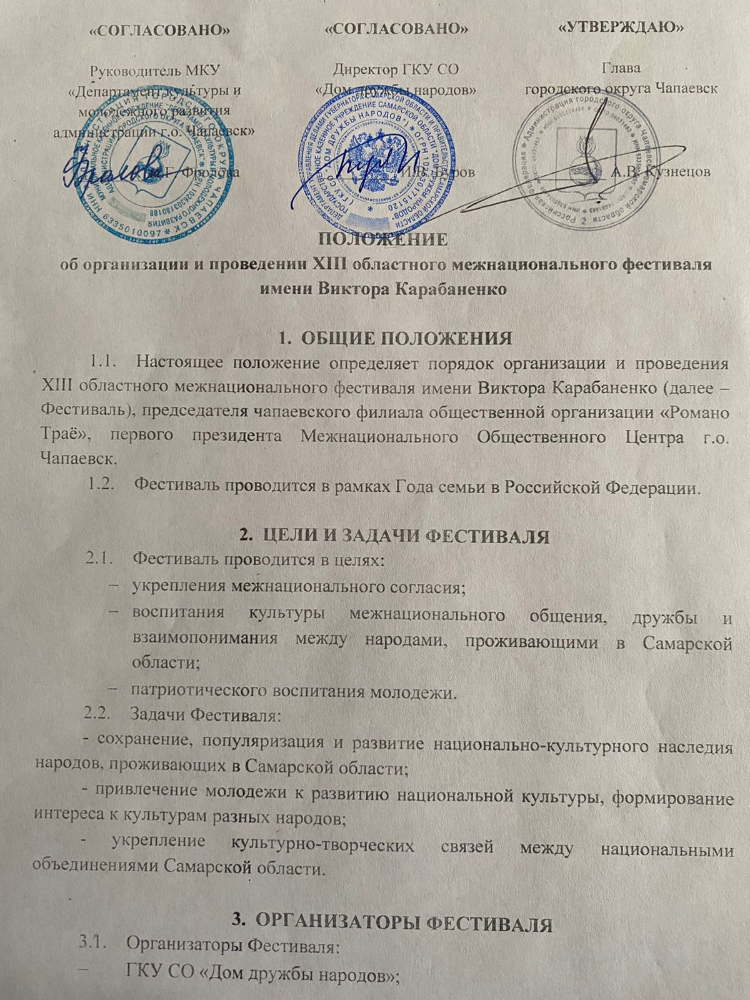 «СОГЛАСОВАНО»
Руководитель МКУ
«Департамент культуры и
молодежного развития
администрации г.о. Чапаевск»
Г. Фролова
«СОГЛАСОВАНО»
Директор ГКУ СО
«Дом дружбы народов»
И.В. Буров
«УТВЕРЖДАЮ»
Глава
городского округа Чапаевск
А.В. Кузнецов
ПОЛОЖЕНИЕ
об организации и проведении XIII областного межнационального фестиваля
имени Виктора Карабаненко
1. ОБЩИЕ ПОЛОЖЕНИЯ
1.1. Настоящее положение определяет порядок организации и проведения
XIII областного межнационального фестиваля имени Виктора Карабаненко (далее –
Фестиваль), председателя чапаевского филиала общественной организации «Романо
Траё», первого президента Межнационального Общественного Центра г.о.
Чапаевск.
1.2. Фестиваль проводится в рамках Года семьи в Российской Федерации.
2. ЦЕЛИ И ЗАДАЧИ ФЕСТИВАЛЯ
2.1. Фестиваль проводится в целях:
– укрепления межнационального согласия;
– воспитания культуры межнационального общения, дружбы и
взаимопонимания между народами, проживающими в Самарской
области;
– патриотического воспитания молодежи.
2.2. Задачи Фестиваля:
- сохранение, популяризация и развитие национально-культурного наследия
народов, проживающих в Самарской области;
- привлечение молодежи к развитию национальной культуры, формирование
интереса к культурам разных народов;
- укрепление культурно-творческих связей между национальными
объединениями Самарской области.
3. ОРГАНИЗАТОРЫ ФЕСТИВАЛЯ
3.1. Организаторы Фестиваля:
– ГКУ СО «Дом дружбы народов»;